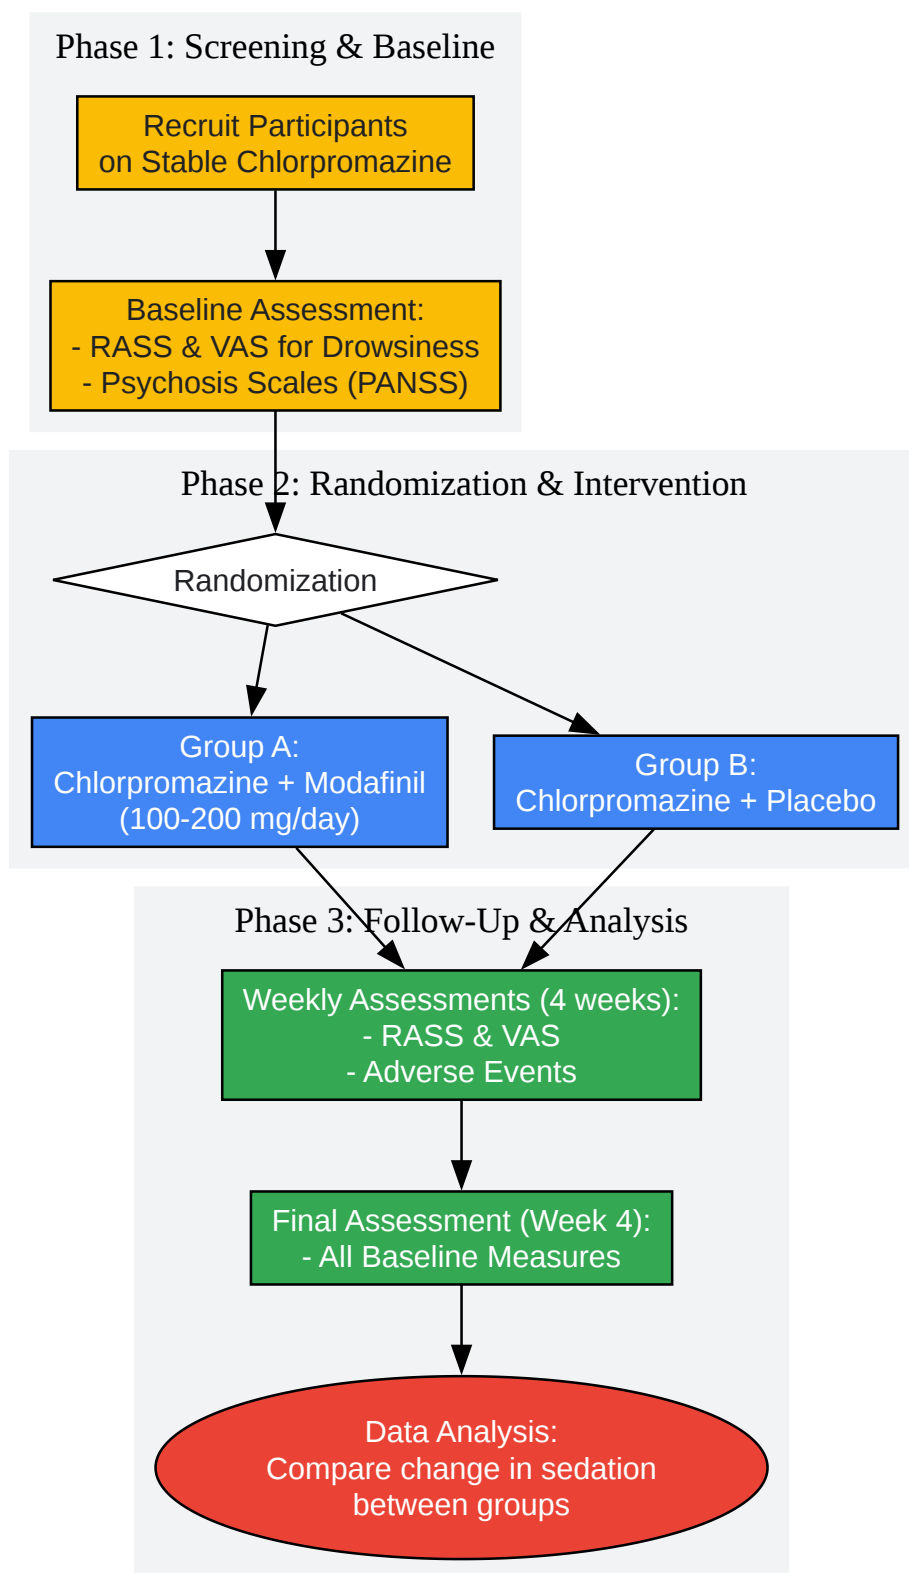 Phase 1: Screening & Baseline
Recruit Participants
on Stable Chlorpromazine
Baseline Assessment:
- RASS & VAS for Drowsiness
- Psychosis Scales (PANSS)
Phase 2: Randomization & Intervention
Randomization
Group A:
Chlorpromazine + Modafinil
(100-200 mg/day)
Group B:
Chlorpromazine + Placebo
Phase 3: Follow-Up & Analysis
Weekly Assessments (4 weeks):
- RASS & VAS
- Adverse Events
Final Assessment (Week 4):
- All Baseline Measures
Data Analysis:
Compare change in sedation
between groups